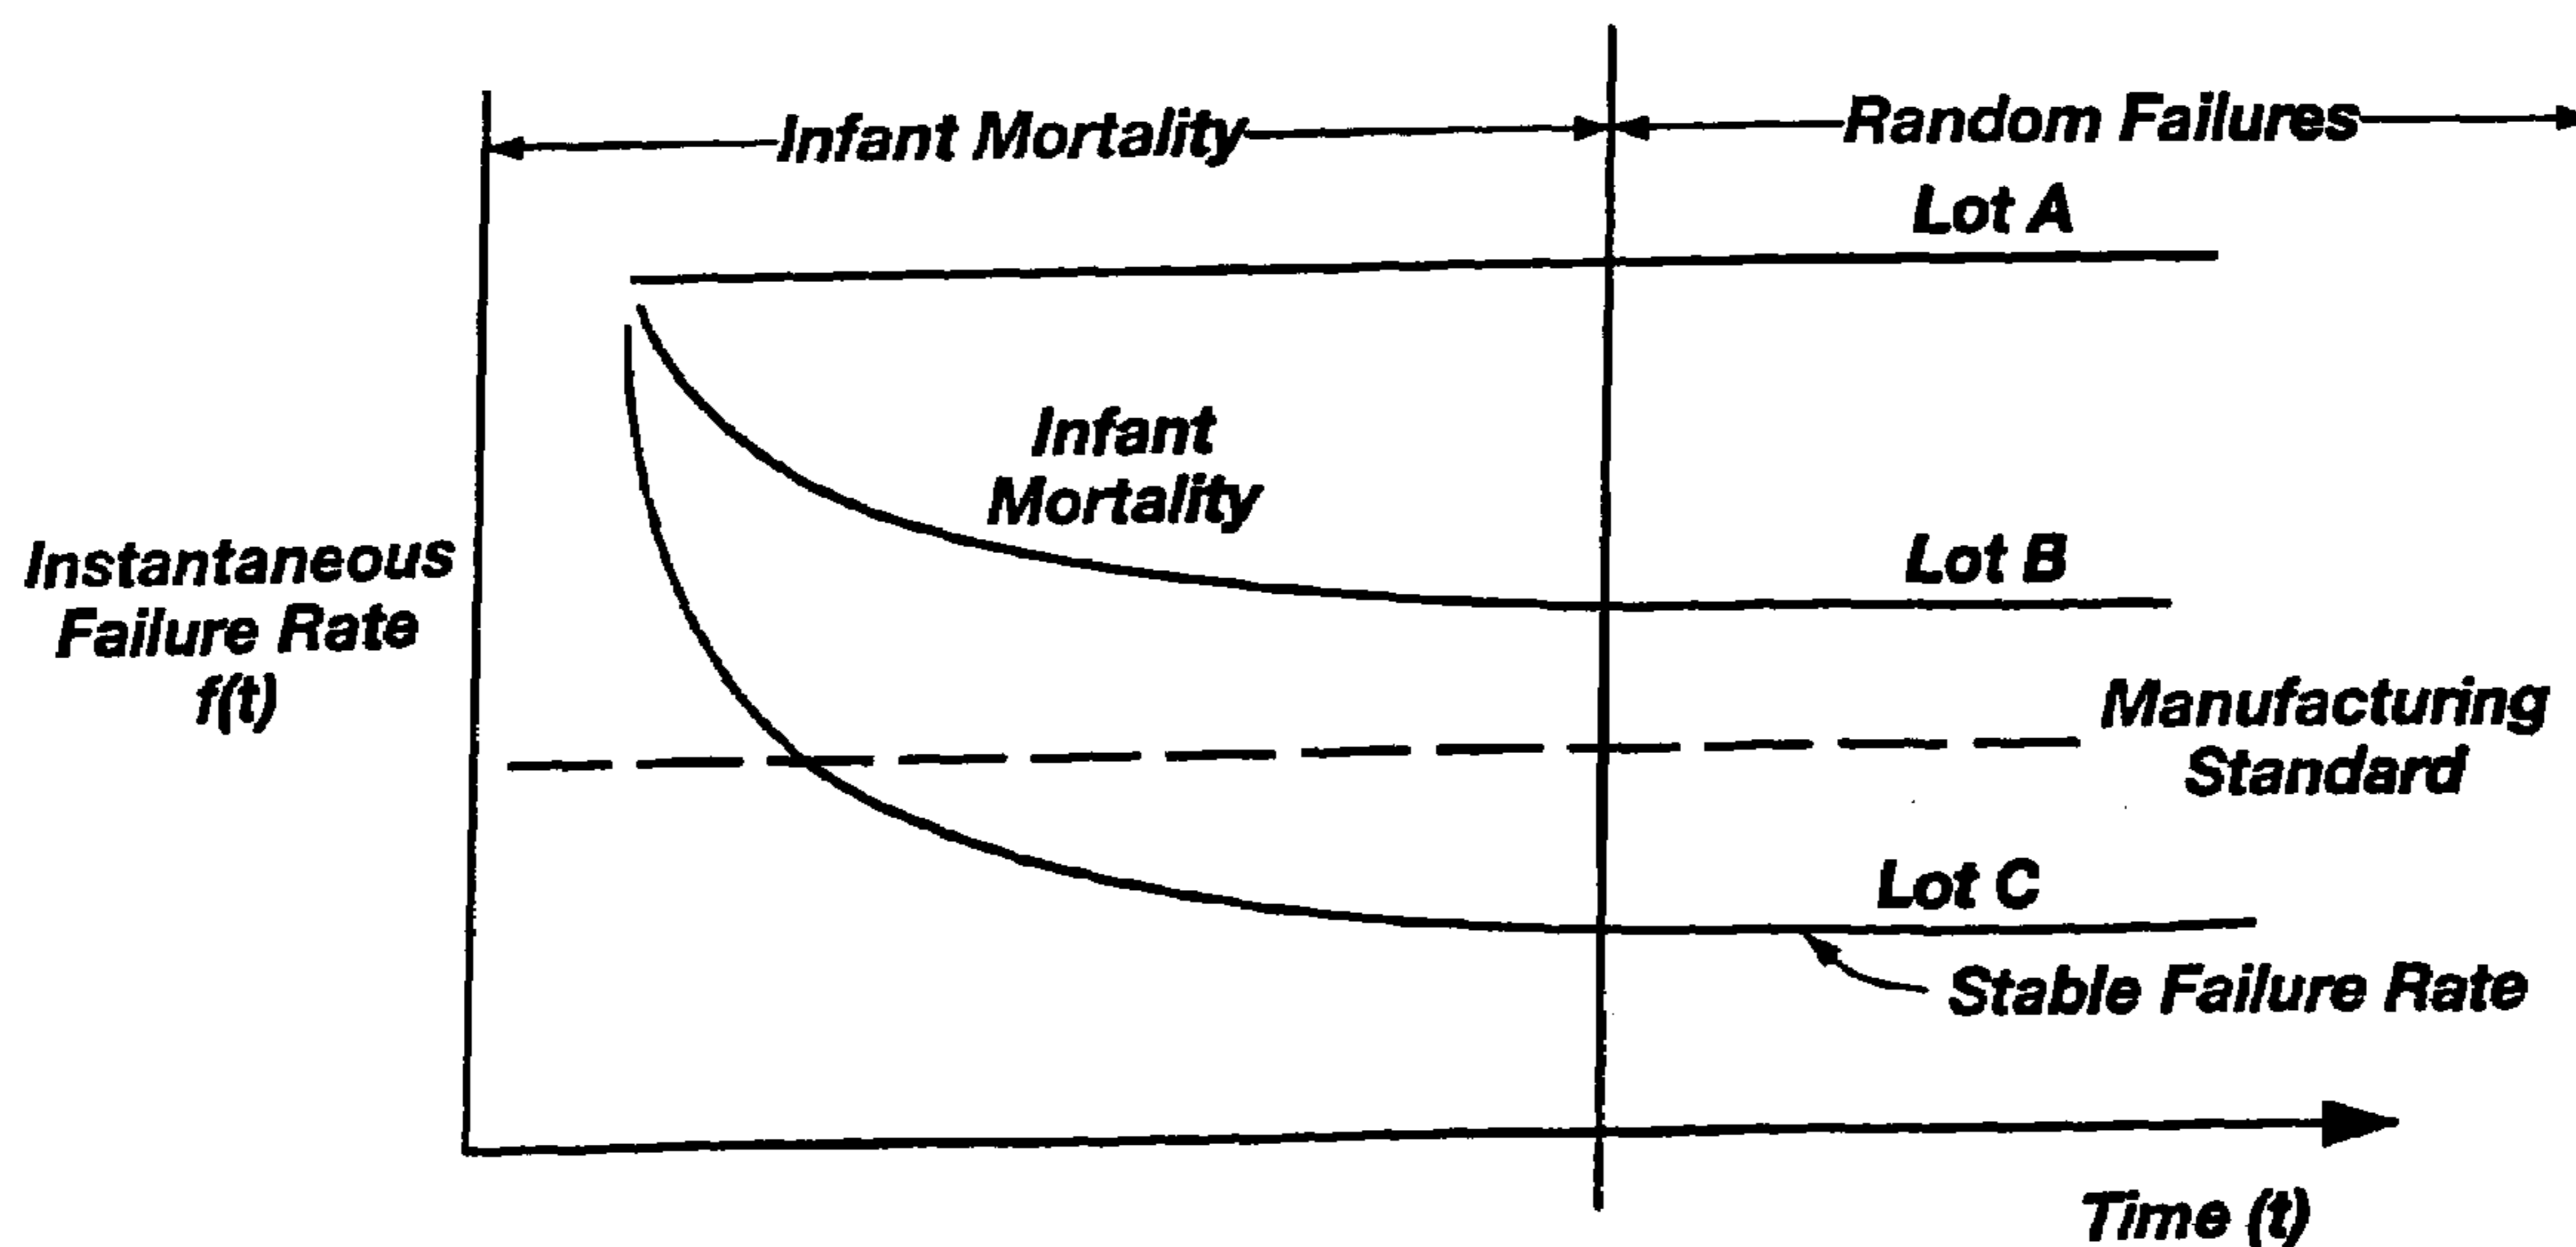 Infant Mortality
Random Failures
Lot A
Infant
Mortality
Instantaneous
Failure Rate
f(t)
Lot B
Manufacturing
Standard
Lot C
Stable Failure Rate
Time (t)